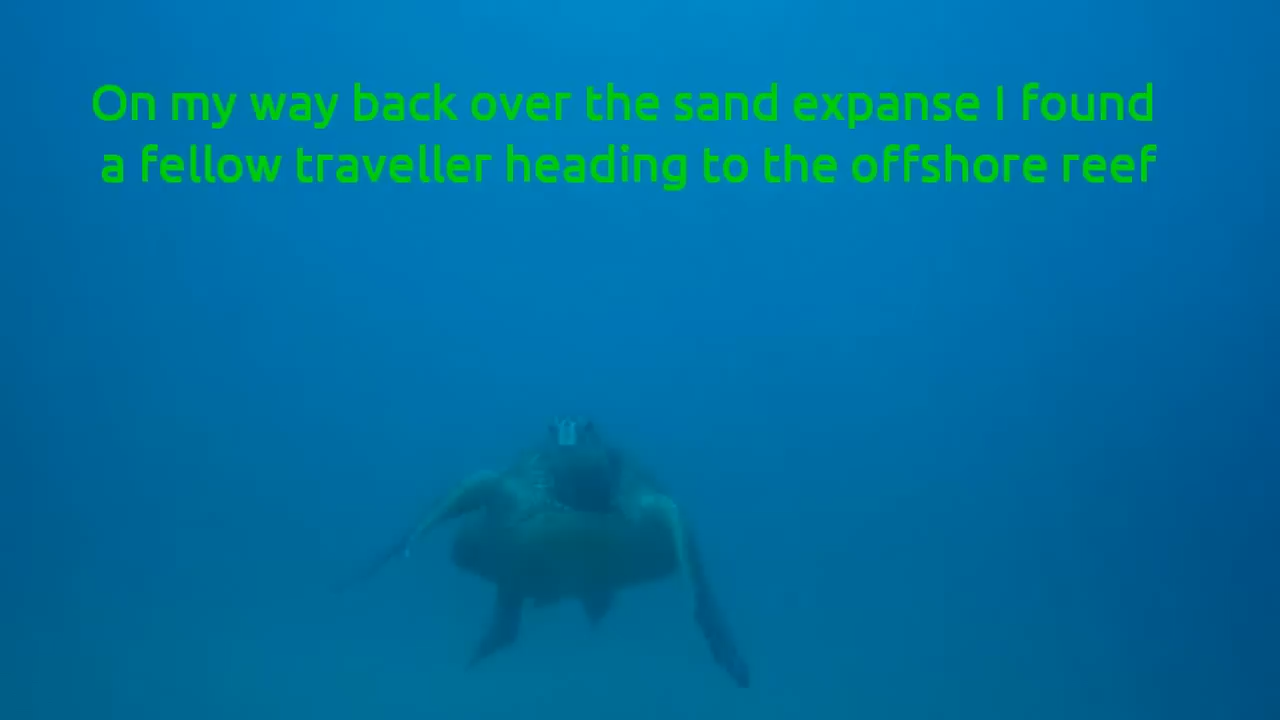 On my way back over the sand expanse I found
a fellow traveller heading to the offshore reef